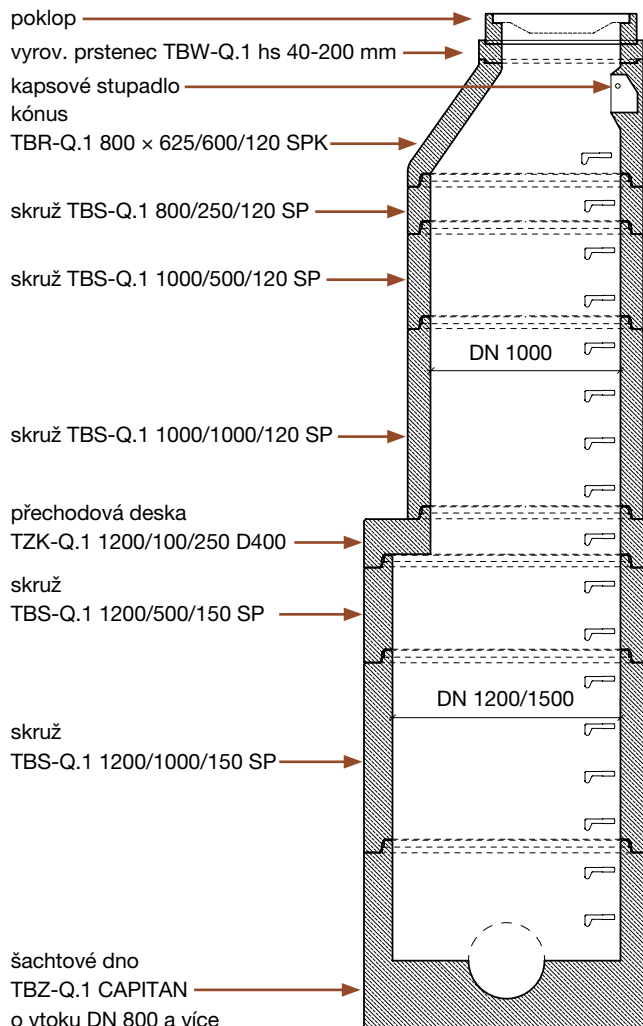 poklop
vyrov. prstenec TBW-Q.1 hs 40-200 mm
kapsové stupadlo
kónus
TBR-Q.1 800 × 625/600/120 SPK
skruž TBS-Q.1 800/250/120 SP
skruž TBS-Q.1 1000/500/120 SP
DN 1000
skruž TBS-Q.1 1000/1000/120 SP
přechodová deska
TZK-Q.1 1200/100/250 D400
skruž
TBS-Q.1 1200/500/150 SP
DN 1200/1500
skruž
TBS-Q.1 1200/1000/150 SP
šachtové dno
TBZ-Q.1 CAPITAN
o vtoku DN 800 a více